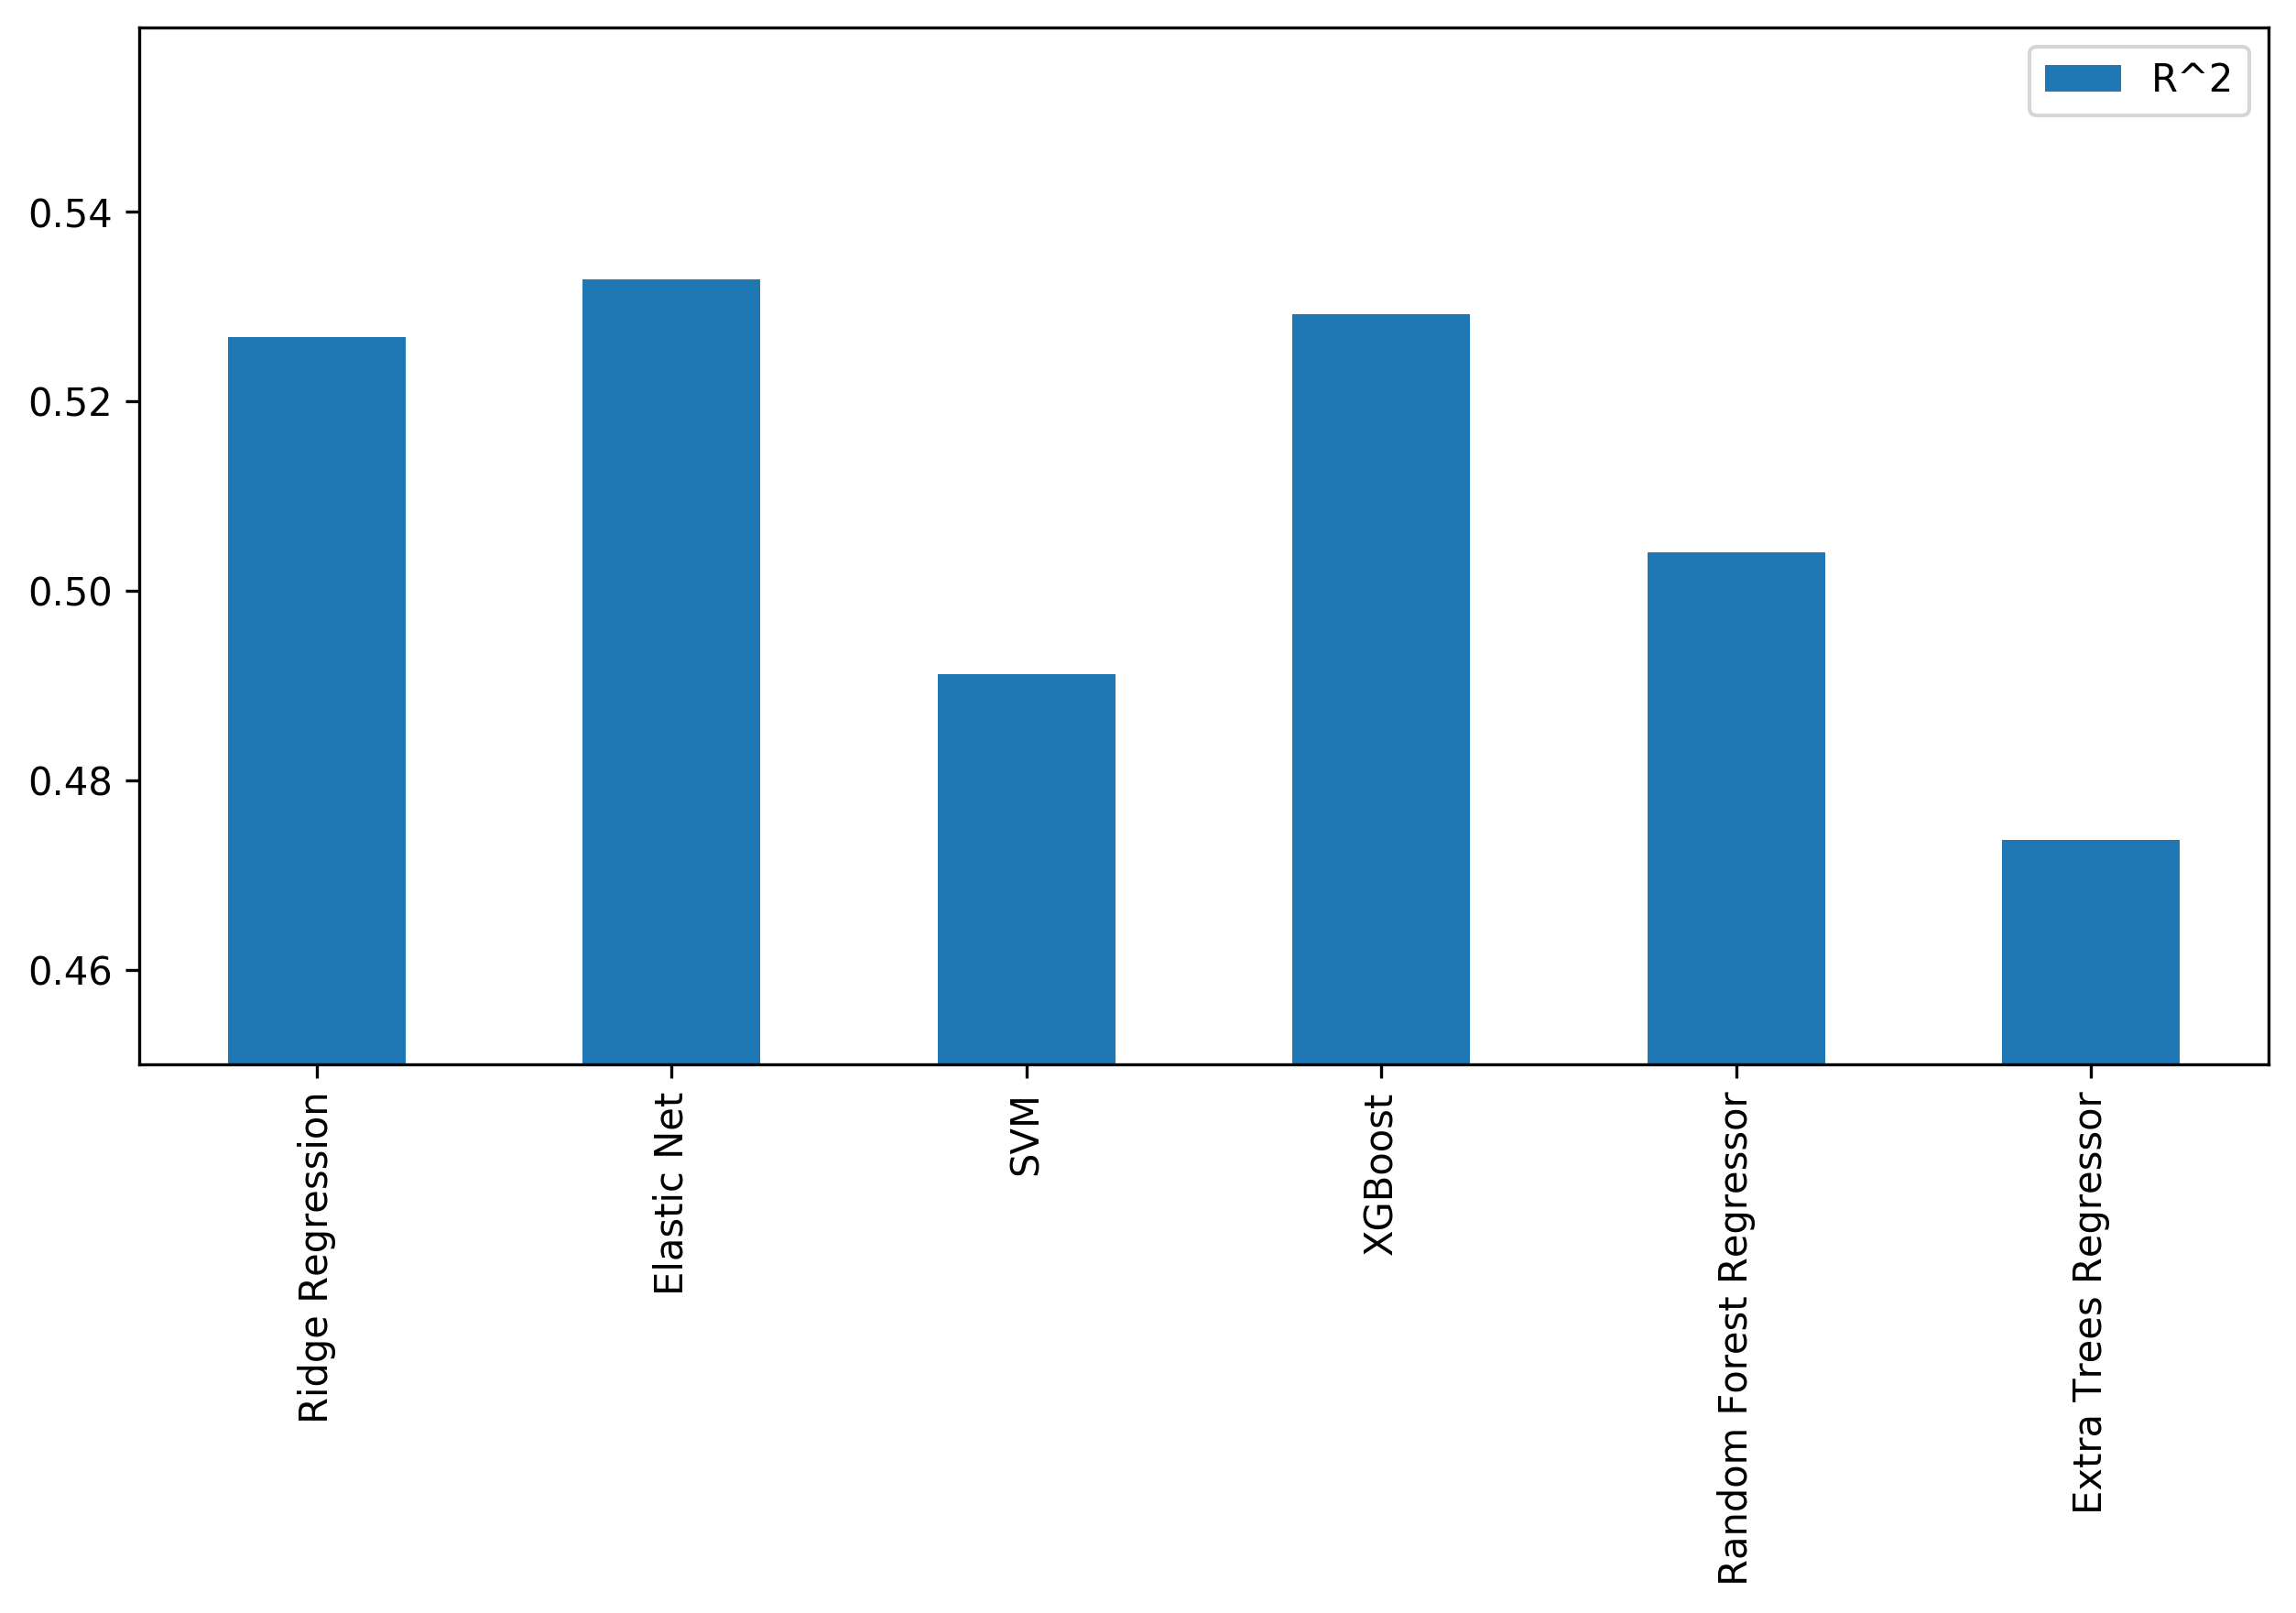 R^2
0.54
0.52
0.50
0.48
0.46
Ridge Regression
Elastic Net
SVM
XGBoost
Random Forest Regressor
Extra Trees Regressor